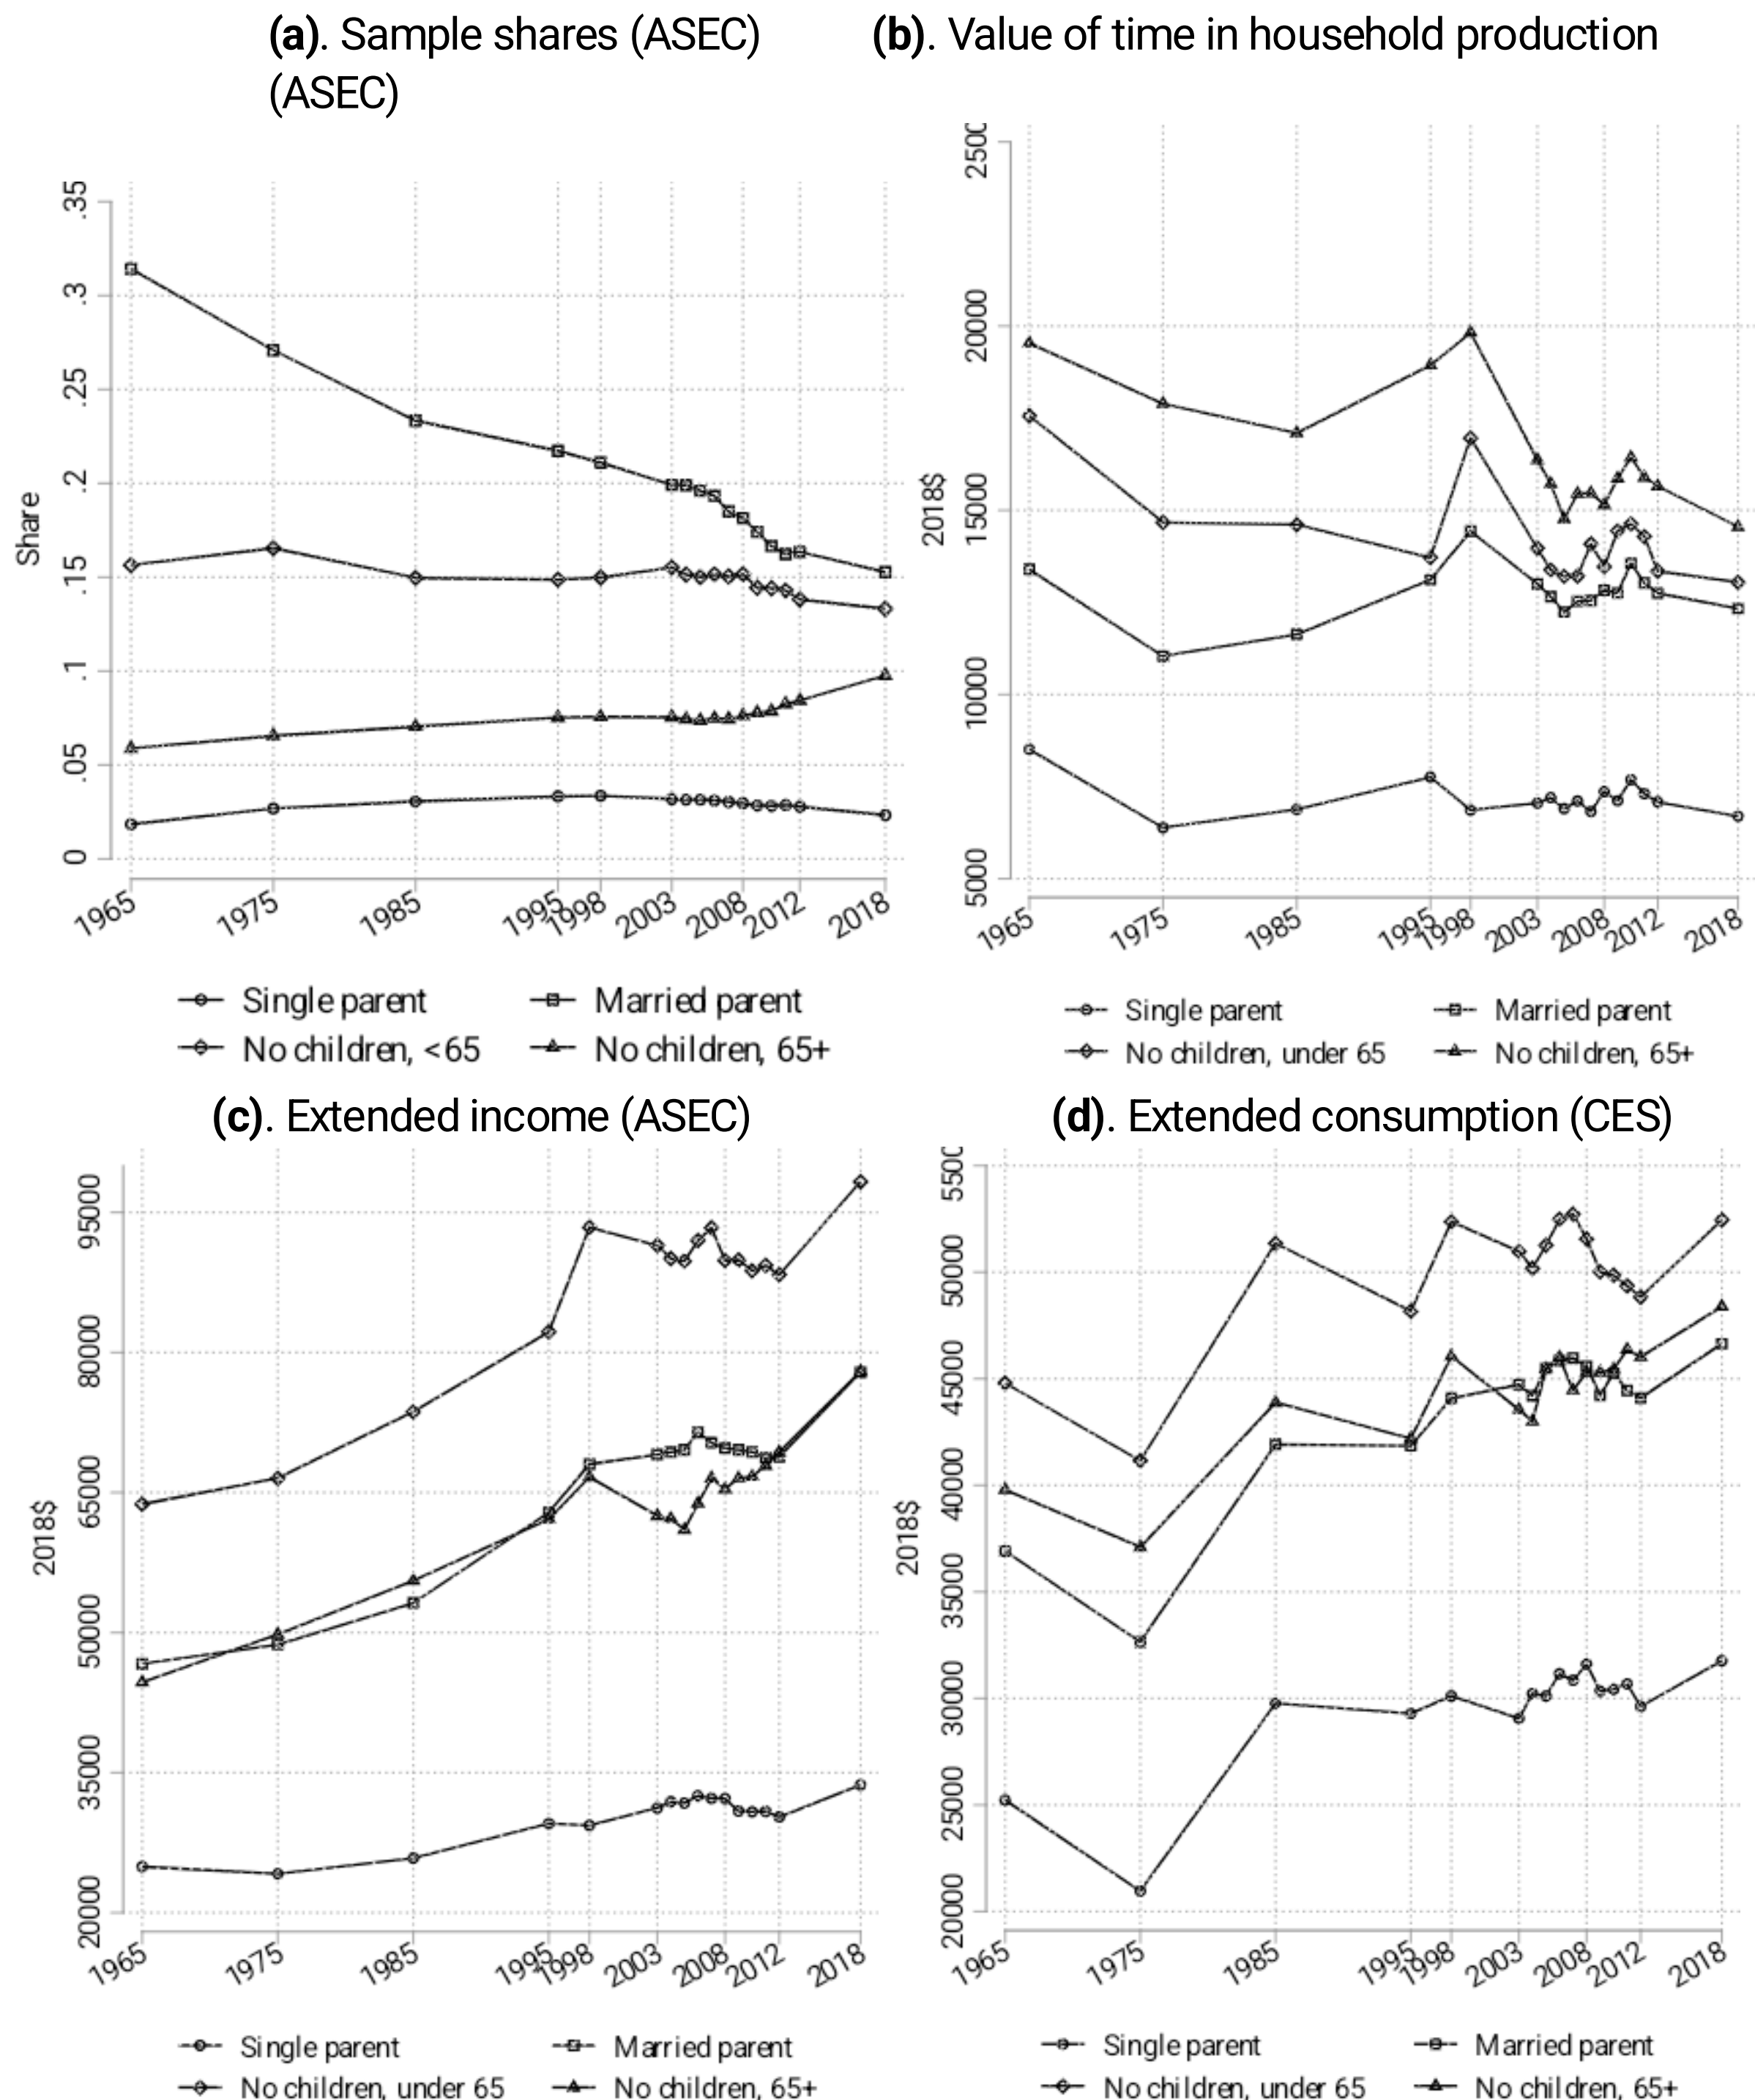 (a). Sample shares (ASEC)
(ASEC)
(b). Value of time in household production
Share
.35
.3
.25
.2
.15
.1
.05
0
1965 1975 1985 1995 1998 2003 2008 2012 2018
Single parent Married parent
No children, <65 No children, 65+
2018$
2500
20000
15000
10000
5000
1965 1975 1985 1995 1998 2003 2008 2012 2018
Single parent Married parent
No children, under 65 No children, 65+
(c). Extended income (ASEC)
(d). Extended consumption (CES)
2018$
95000
80000
65000
50000
35000
20000
1965 1975 1985 1995 1998 2003 2008 2012 2018
Single parent Married parent
No children, under 65 No children, 65+
2018$
5500
50000
45000
40000
35000
30000
25000
20000
1965 1975 1985 1995 1998 2003 2008 2012 2018
Single parent Married parent
No children, under 65 No children, 65+